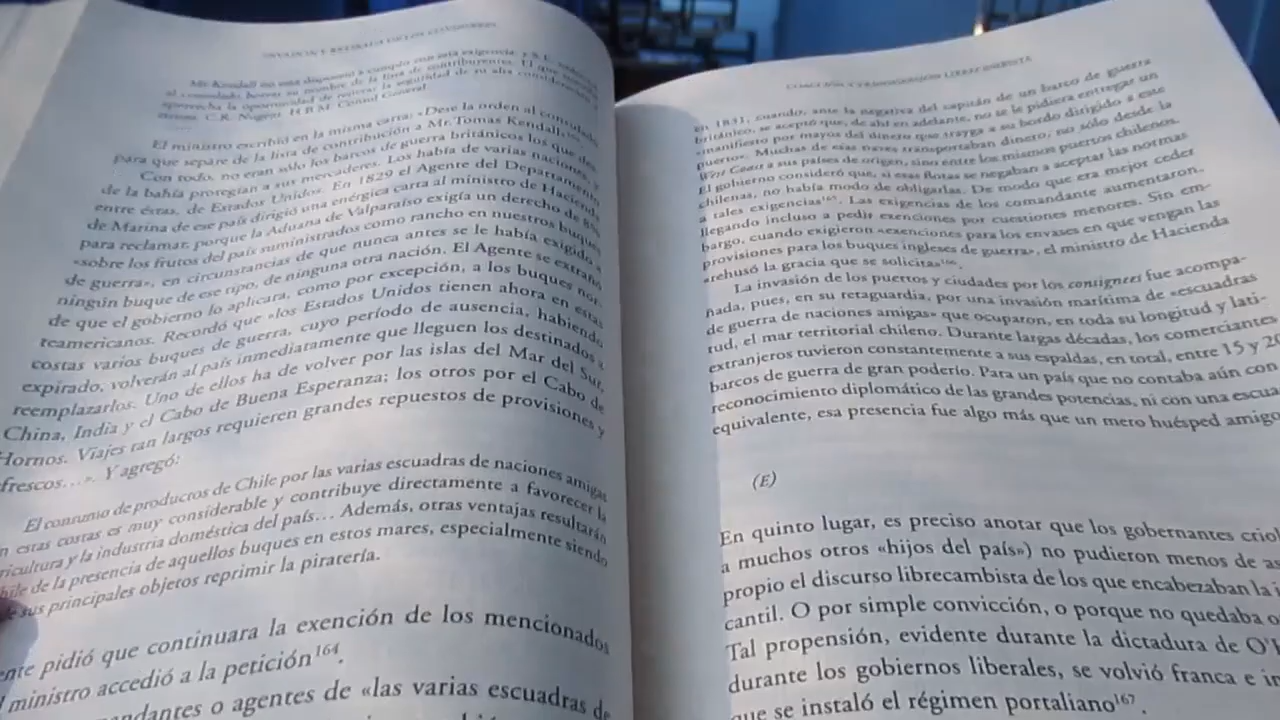 INVASIÓN Y RETIRADA DE LOS
Mr. Kendall no está dispuesto a cumplir con esta exigencia, y S.E.
al consulado, borrar su nombre de la lista de contribuyentes. El que
aprovecha la oportunidad de reiterar la seguridad de su alta consideración
C.R. Nugent. H.B.M. Consul General.
El ministro escribió en la misma carta: «Dese la orden al consulado
para que separe de la lista de contribución a Mr. Tomas Kendall»
Con todo, no eran sólo los barcos de guerra británicos los que des-
de la bahía protegían a sus mercaderes. Los había de varias naciones, y
entre éstas, de Estados Unidos. En 1829 el Agente del Departamento
de Marina de ese país dirigió una enérgica carta al ministro de Hacienda
para reclamar, porque la Aduana de Valparaíso exigía un derecho de 8%
«sobre los frutos del país suministrados como rancho en nuestros buques
de guerra», en circunstancias de que nunca antes se le había exigido a
ningún buque de ese tipo, de ninguna otra nación. El Agente se extrañó
de que el gobierno lo aplicara, como por excepción, a los buques nor-
teamericanos. Recordó que «los Estados Unidos tienen ahora en estas
costas varios buques de guerra, cuyo período de ausencia, habiendo
expirado, volverán al país inmediatamente que lleguen los destinados a
reemplazarlos. Uno de ellos ha de volver por las islas del Mar del Sur,
China, India y el Cabo de Buena Esperanza; los otros por el Cabo de
Hornos. Viajes tan largos requieren grandes repuestos de provisiones y
frescos...». Y agregó:
El consumo de productos de Chile por las varias escuadras de naciones amigas
n estas costas es muy considerable y contribuye directamente a favorecer la
ricultura y la industria doméstica del país... Además, otras ventajas resultarán
hile de la presencia de aquellos buques en estos mares, especialmente siendo
e sus principales objetos reprimir la piratería.
ente pidió que continuara la exención de los mencionados
l ministro accedió a la petición164.
andantes o agentes de «las varias escuadras de
en 1831, cuando, ante la negativa del capitán de un barco de guerra
británico, se aceptó que, de ahí en adelante, no se le pidiera entregar un
«manifiesto por mayor del dinero que trayga a su bordo dirigido a este
puerto». Muchas de esas naves transportaban dinero, no sólo desde la
West Coast a sus países de origen, sino entre los mismos puertos chilenos.
El gobierno consideró que, si esas flotas se negaban a aceptar las normas
chilenas, no había modo de obligarlas. De modo que era mejor ceder
a tales exigencias165. Las exigencias de los comandante aumentaron,
llegando incluso a pedir exenciones por cuestiones menores. Sin em-
bargo, cuando exigieron «exenciones para los envases en que vengan las
provisiones para los buques ingleses de guerra», el ministro de Hacienda
«rehusó la gracia que se solicita»166.
La invasión de los puertos y ciudades por los consignees fue acompa-
ñada, pues, en su retaguardia, por una invasión marítima de «escuadras
de guerra de naciones amigas» que ocuparon, en toda su longitud y lati-
tud, el mar territorial chileno. Durante largas décadas, los comerciantes
extranjeros tuvieron constantemente a sus espaldas, en total, entre 15 y 20
barcos de guerra de gran poderío. Para un país que no contaba aún con
reconocimiento diplomático de las grandes potencias, ni con una escua
equivalente, esa presencia fue algo más que un mero huésped amigo
(E)
En quinto lugar, es preciso anotar que los gobernantes criol
a muchos otros «hijos del país») no pudieron menos de as
propio el discurso librecambista de los que encabezaban la i
cantil. O por simple convicción, o porque no quedaba o
Tal propensión, evidente durante la dictadura de O'H
durante los gobiernos liberales, se volvió franca e in
que se instaló el régimen portaliano167.